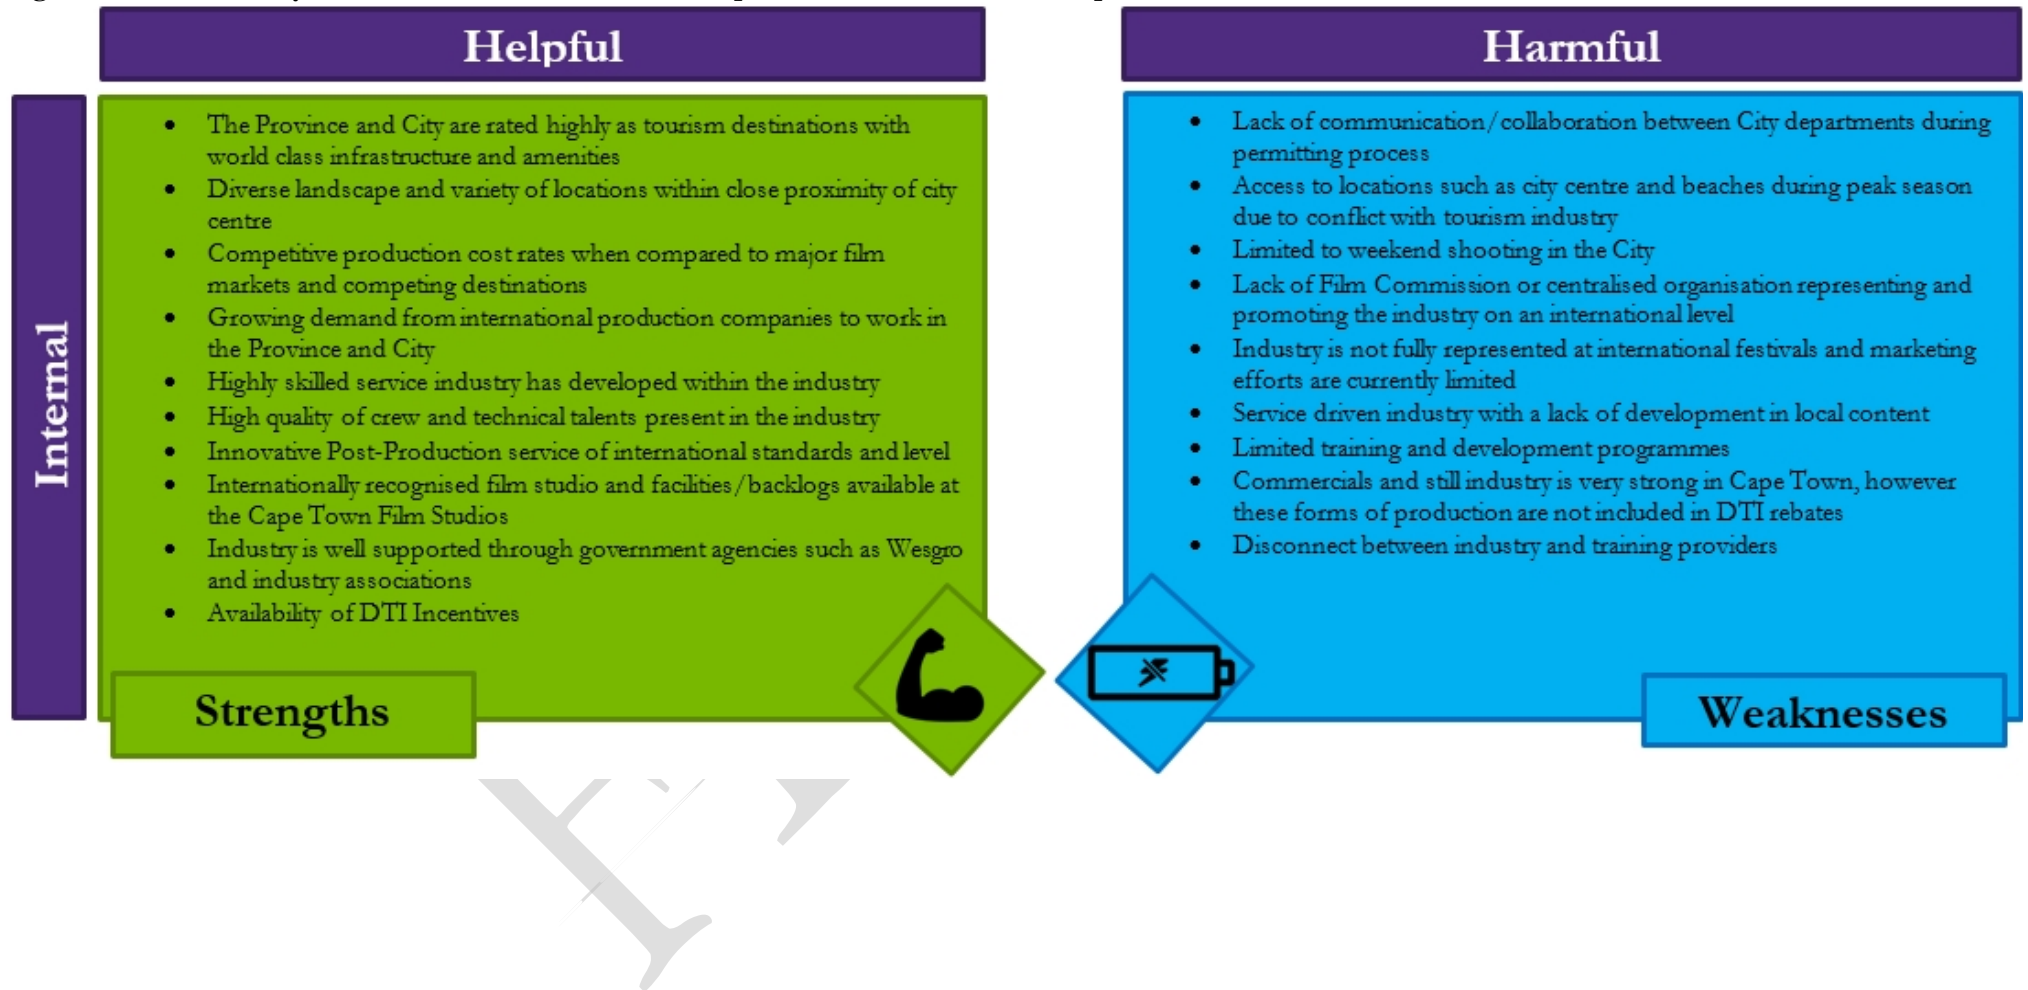 Helpful
Harmful
Internal
• The Province and City are rated highly as tourism destinations with
world class infrastructure and amenities
• Diverse landscape and variety of locations within close proximity of city
centre
• Competitive production cost rates when compared to major film
markets and competing destinations
• Growing demand from international production companies to work in
the Province and City
• Highly skilled service industry has developed within the industry
• High quality of crew and technical talents present in the industry
• Innovative Post-Production service of international standards and level
• Internationally recognised film studio and facilities/backlogs available at
the Cape Town Film Studios
• Industry is well supported through government agencies such as Wesgro
and industry associations
• Availability of DTI Incentives
Strengths
• Lack of communication/collaboration between City departments during
permitting process
• Access to locations such as city centre and beaches during peak season
due to conflict with tourism industry
• Limited to weekend shooting in the City
• Lack of Film Commission or centralised organisation representing and
promoting the industry on an international level
• Industry is not fully represented at international festivals and marketing
efforts are currently limited
• Service driven industry with a lack of development in local content
• Limited training and development programmes
• Commercials and still industry is very strong in Cape Town, however
these forms of production are not included in DTI rebates
• Disconnect between industry and training providers
Weaknesses